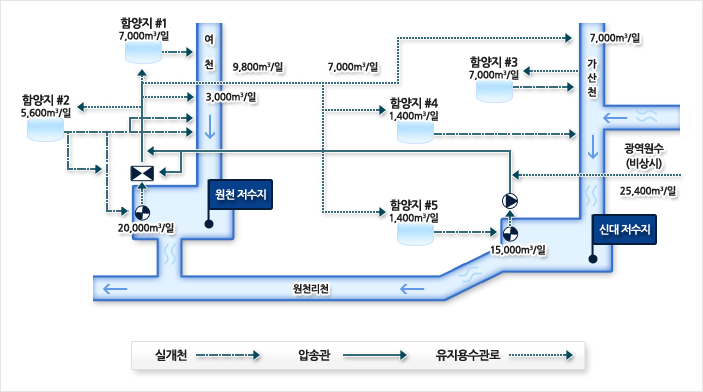 함양지 #1
7,000m³/일
여
천
7,000m³/일
9,800m³/일
7,000m³/일
함양지 #3
7,000m³/일
가
산
천
함양지 #2
5,600m³/일
3,000m³/일
함양지 #4
1,400m³/일
광역원수
(비상시)
25,400m³/일
원천 저수지
함양지 #5
1,400m³/일
20,000m³/일
신대 저수지
15,000m³/일
원천리천
실개천
압송관
유지용수관로